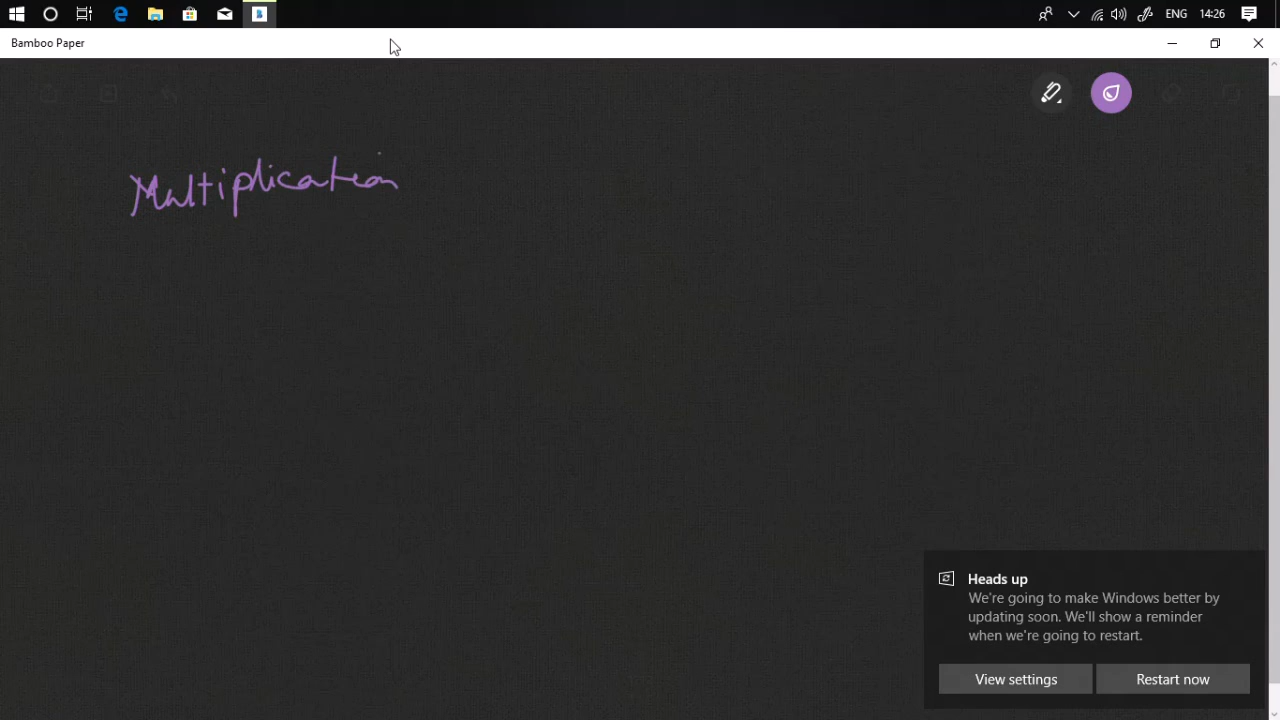 ENG 14:26
Bamboo Paper
Multiplication
Heads up
We're going to make Windows better by
updating soon. We'll show a reminder
when we're going to restart.
View settings Restart now